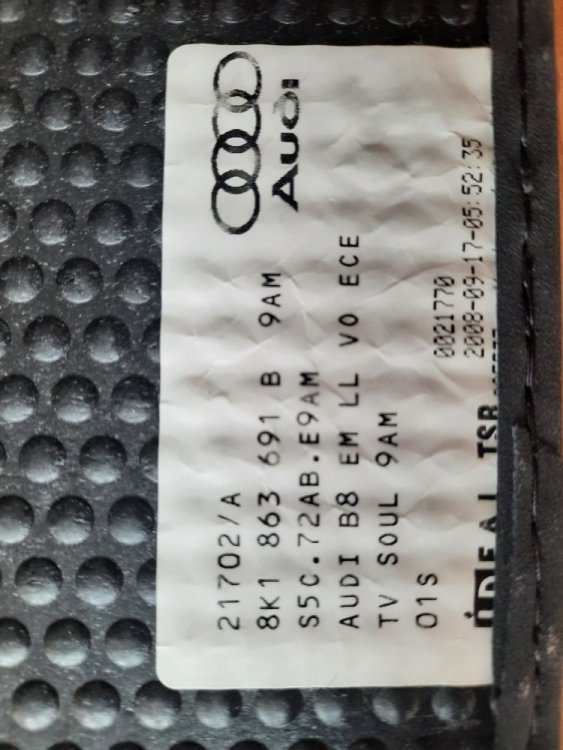 Audi
21702/A
8K1 863 691 B 9AM
S5C.72AB.E9AM
AUDI B8 EM LL VO ECE
TV SOUL 9AM
01S
0021770
2008-09-17-05:52:35
IDEAL TSR